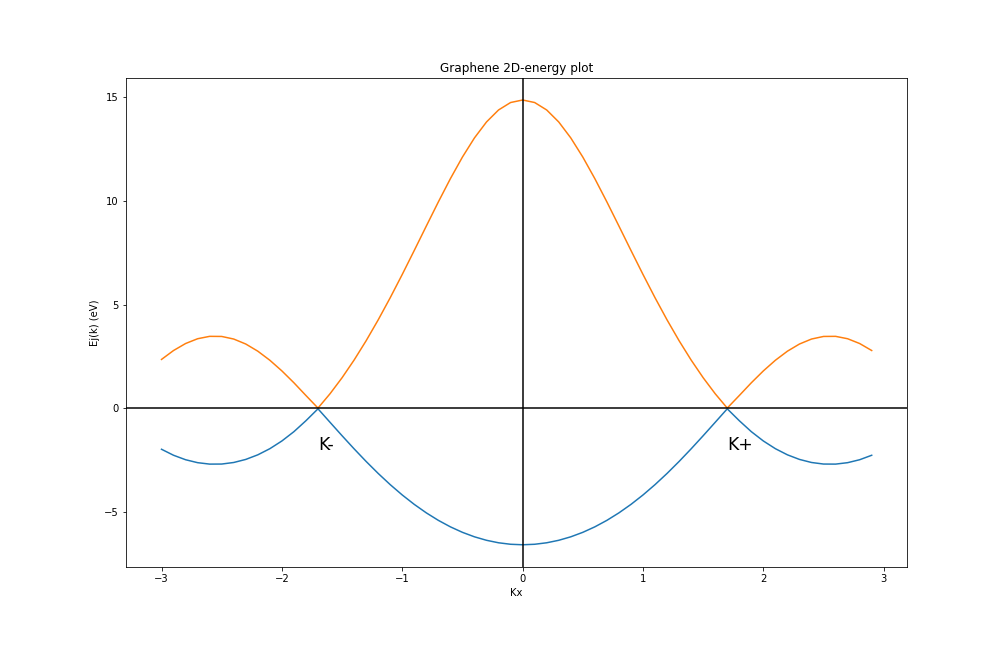 Graphene 2D-energy plot
15
10
5
0
−5
Ej(k) (eV)
K-
K+
−3 −2 −1 0 1 2 3
Kx